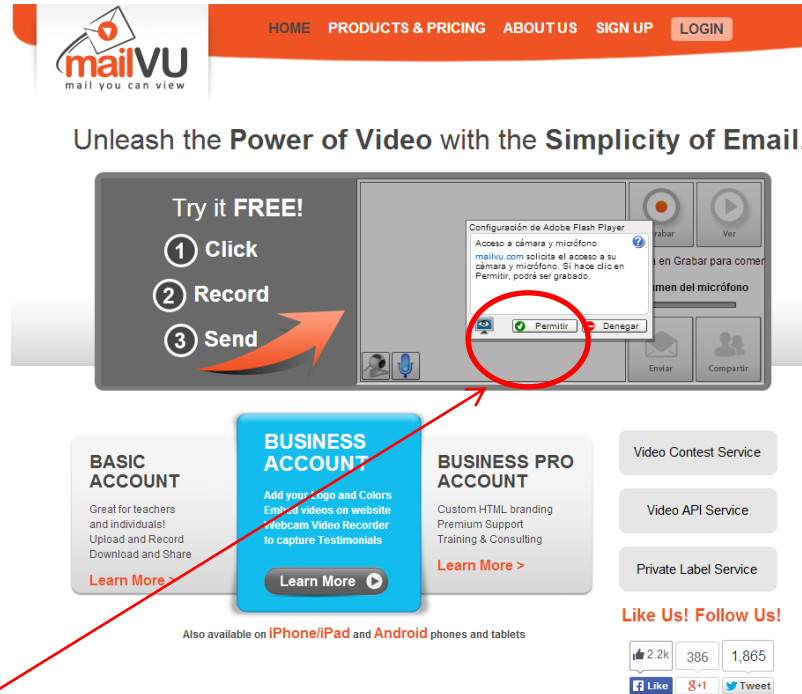 HOME PRODUCTS & PRICING ABOUT US SIGN UP LOGIN
mailVU
mail you can view
Unleash the Power of Video with the Simplicity of Email.
Try it FREE!
1 Click
2 Record
3 Send
Configuración de Adobe Flash Player
Acceso a cámara y micrófono
mailvu.com solicita el acceso a su
cámara y micrófono. Si hace clic en
Permitir, podrá ser grabado.
Permitir Denegar
Ver
en Grabar para comer
del micrófono
Enviar Compartir
BASIC
ACCOUNT
Great for teachers
and individuals!
Upload and Record
Download and Share
Learn More >
BUSINESS
ACCOUNT
Add your Logo and Colors
Embed videos on website
Webcam Video Recorder
to capture Testimonials
Learn More
BUSINESS PRO
ACCOUNT
Custom HTML branding
Premium Support
Training & Consulting
Learn More >
Also available on iPhone/iPad and Android phones and tablets
Video Contest Service
Video API Service
Private Label Service
Like Us! Follow Us!
2.2k 386 1,865
Like +1 Tweet